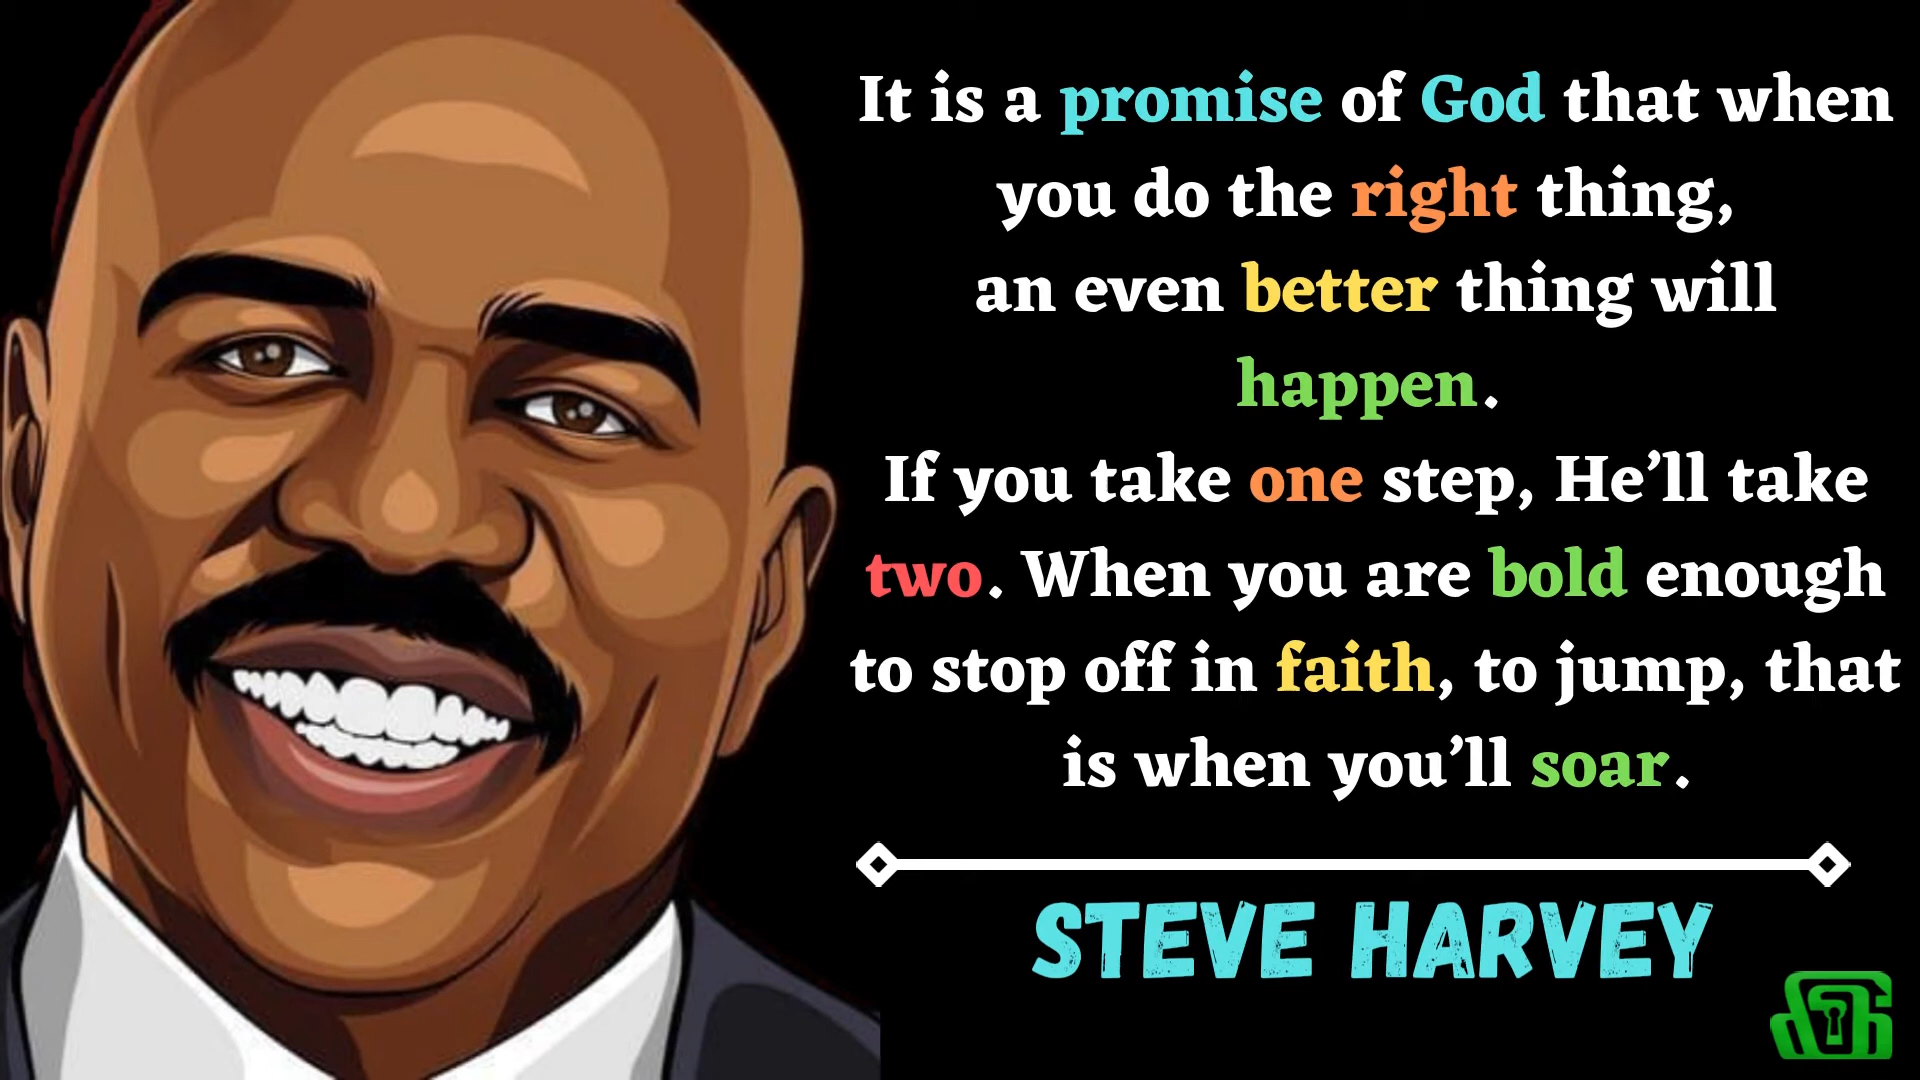 It is a promise of God that when
you do the right thing,
an even better thing will
happen.
If you take one step, He’ll take
two. When you are bold enough
to stop off in faith, to jump, that
is when you’ll soar.
STEVE HARVEY